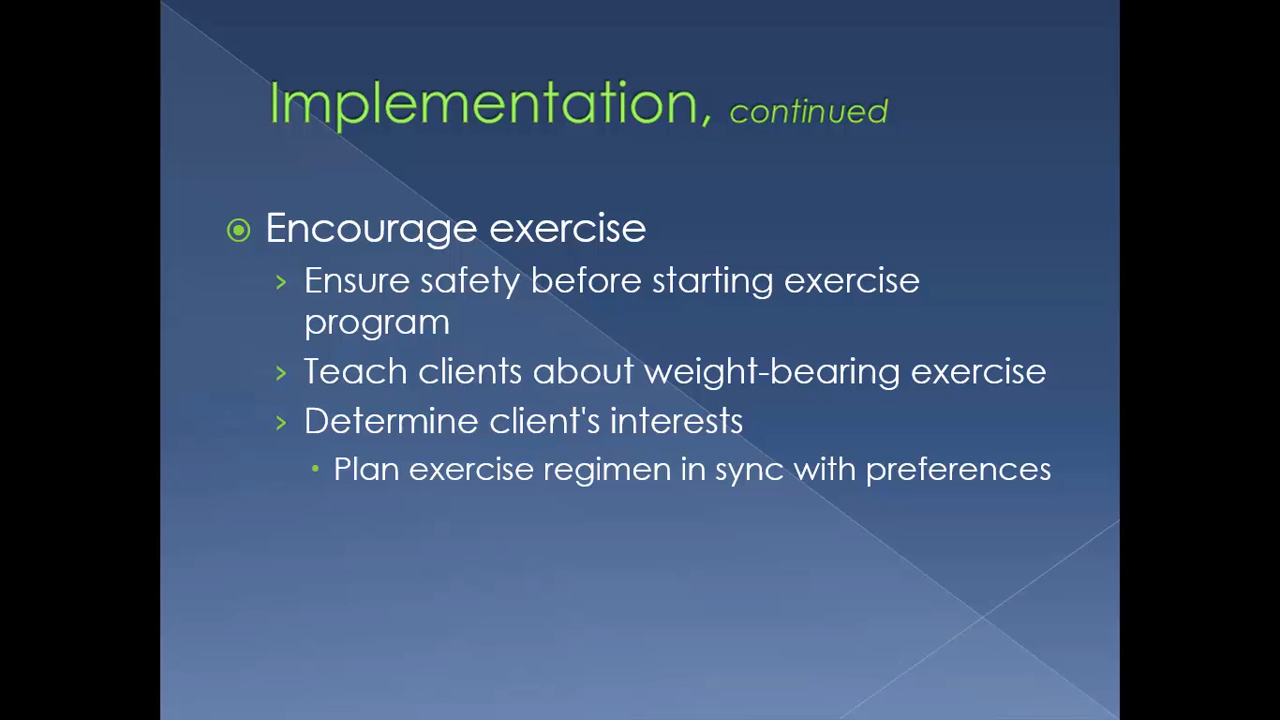 Implementation, continued
Encourage exercise
Ensure safety before starting exercise
program
Teach clients about weight-bearing exercise
Determine client's interests
Plan exercise regimen in sync with preferences